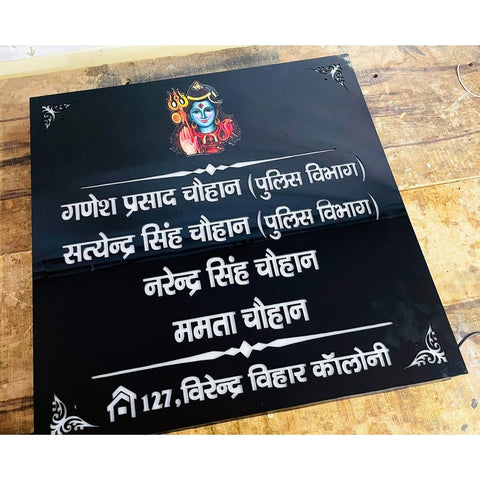 गणेश प्रसाद चौहान (पुलिस विभाग)
सत्येन्द्र सिंह चौहान (पुलिस विभाग)
नरेन्द्र सिंह चौहान
ममता चौहान
127,विरेन्द्र विहार कॉलोनी